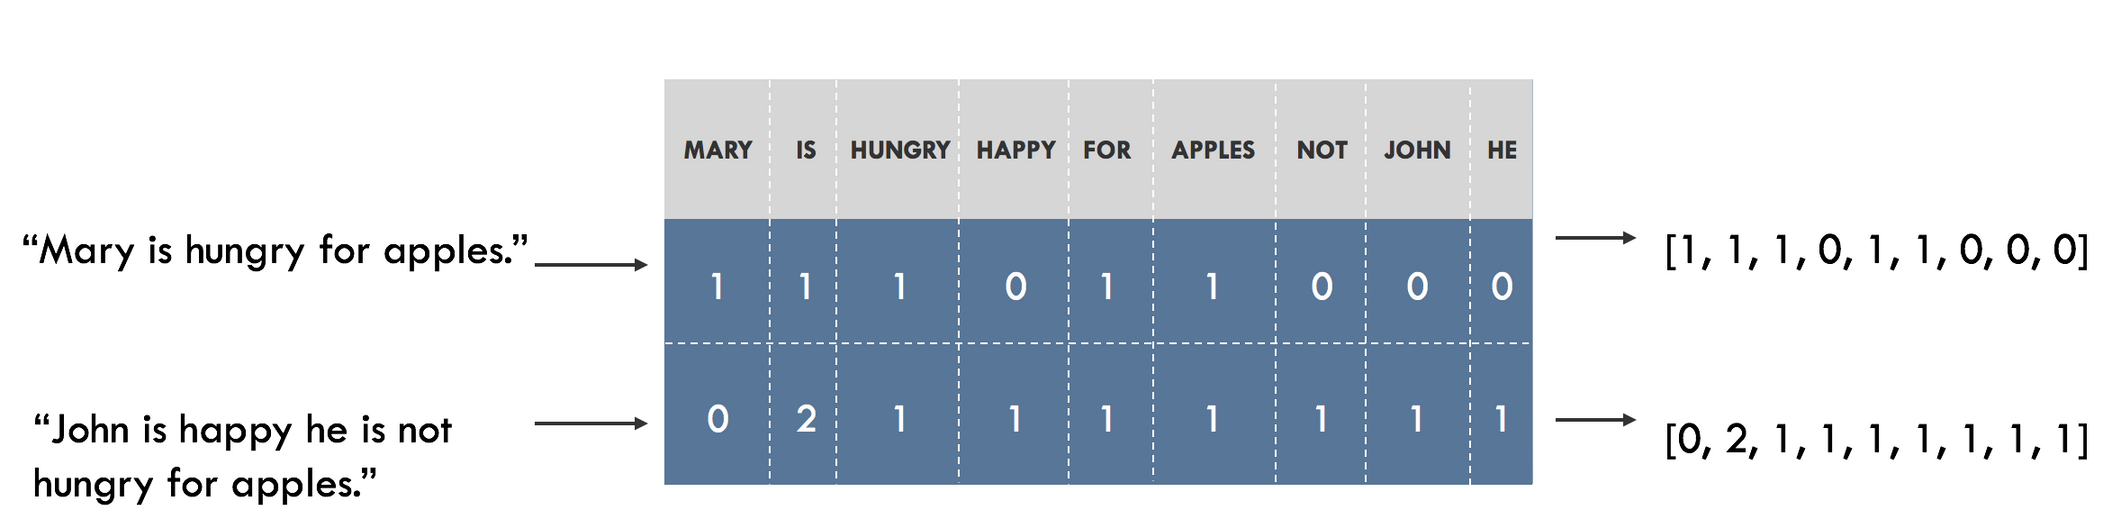 MARY IS HUNGRY HAPPY FOR APPLES NOT JOHN HE
“Mary is hungry for apples.” 1 1 1 0 1 1 0 0 0 [1, 1, 1, 0, 1, 1, 0, 0, 0]
“John is happy he is not
hungry for apples.” 0 2 1 1 1 1 1 1 1 [0, 2, 1, 1, 1, 1, 1, 1, 1]